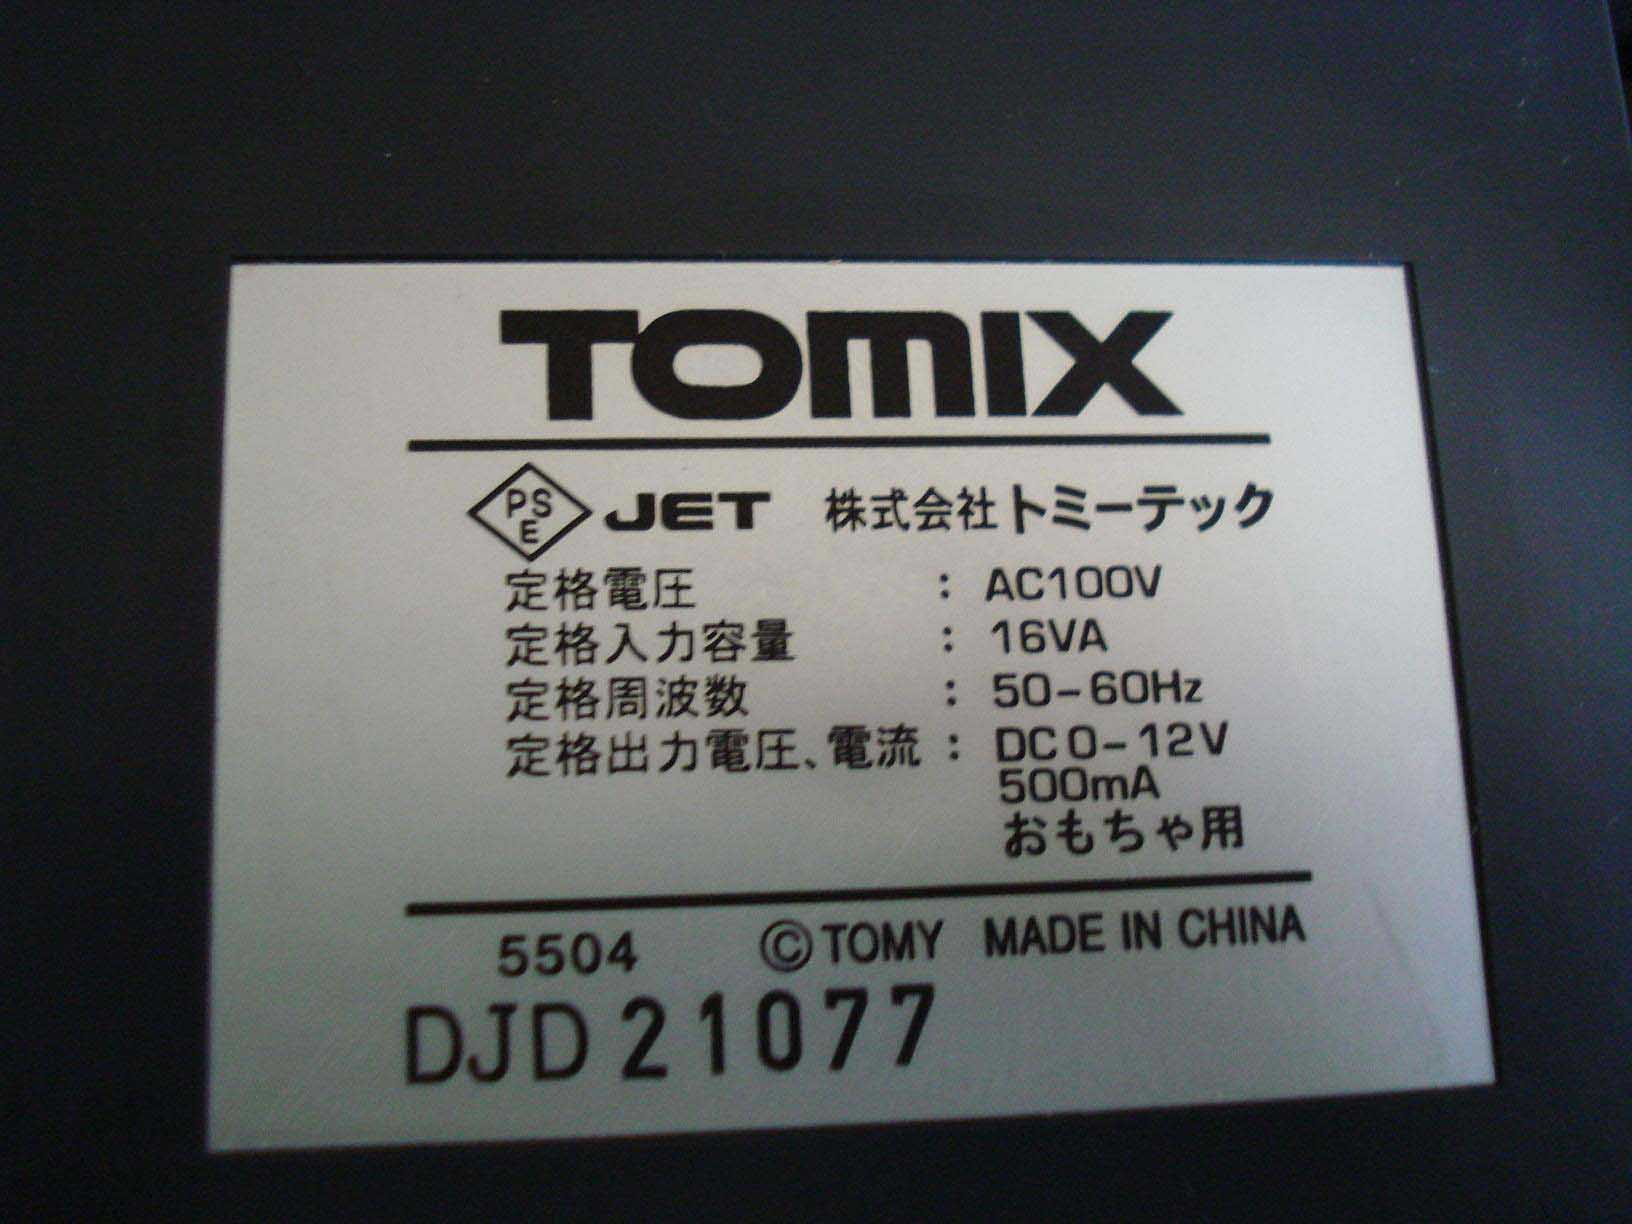 TOMIX
PSE JET 株式会社トミーテック
定格電圧 : AC100V
定格入力容量 : 16VA
定格周波数 : 50-60Hz
定格出力電圧、電流 : DC0-12V
500mA
おもちゃ用
5504 ©TOMY MADE IN CHINA
DJD21077